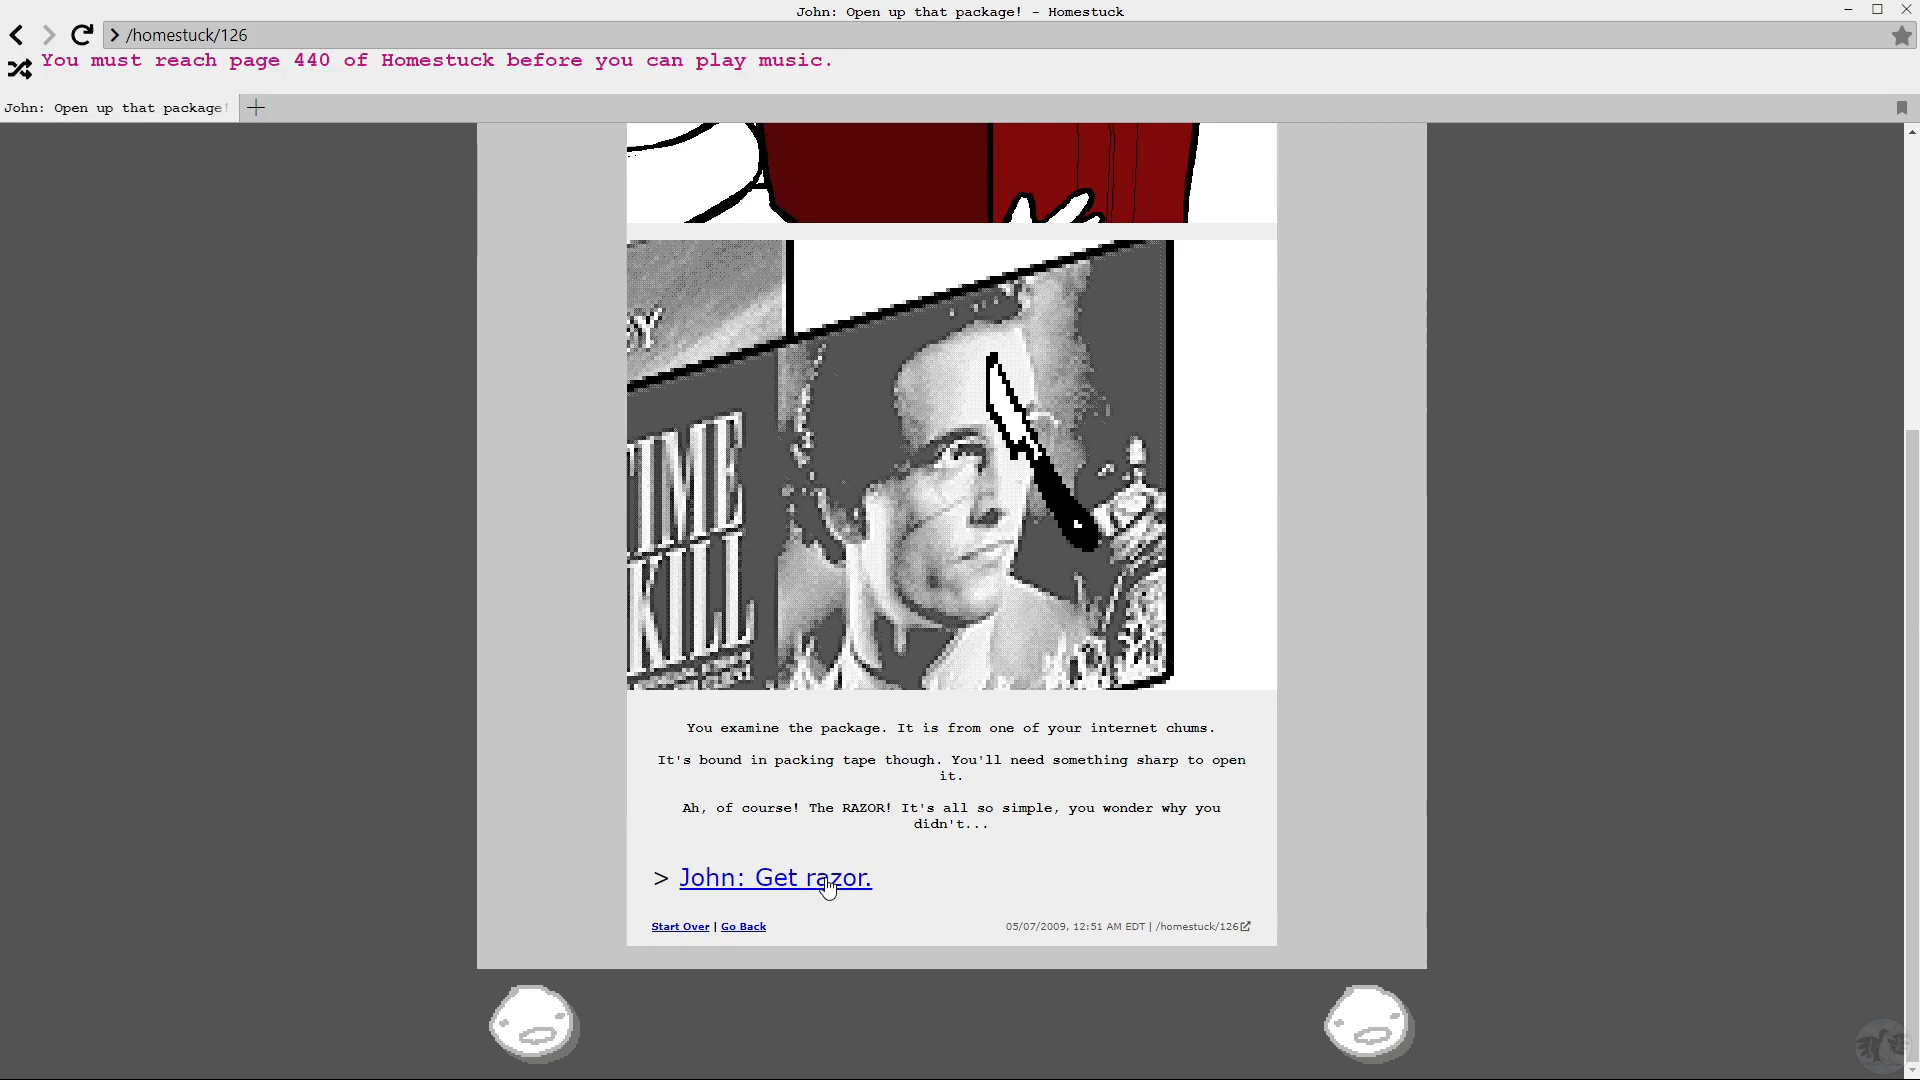 John: Open up that package! - Homestuck
/homestuck/126
You must reach page 440 of Homestuck before you can play music.
John: Open up that package!
TIME
KILL
You examine the package. It is from one of your internet chums.
It's bound in packing tape though. You'll need something sharp to open
it.
Ah, of course! The RAZOR! It's all so simple, you wonder why you
didn't...
> John: Get razor.
Start Over | Go Back
05/07/2009, 12:51 AM EDT | /homestuck/126